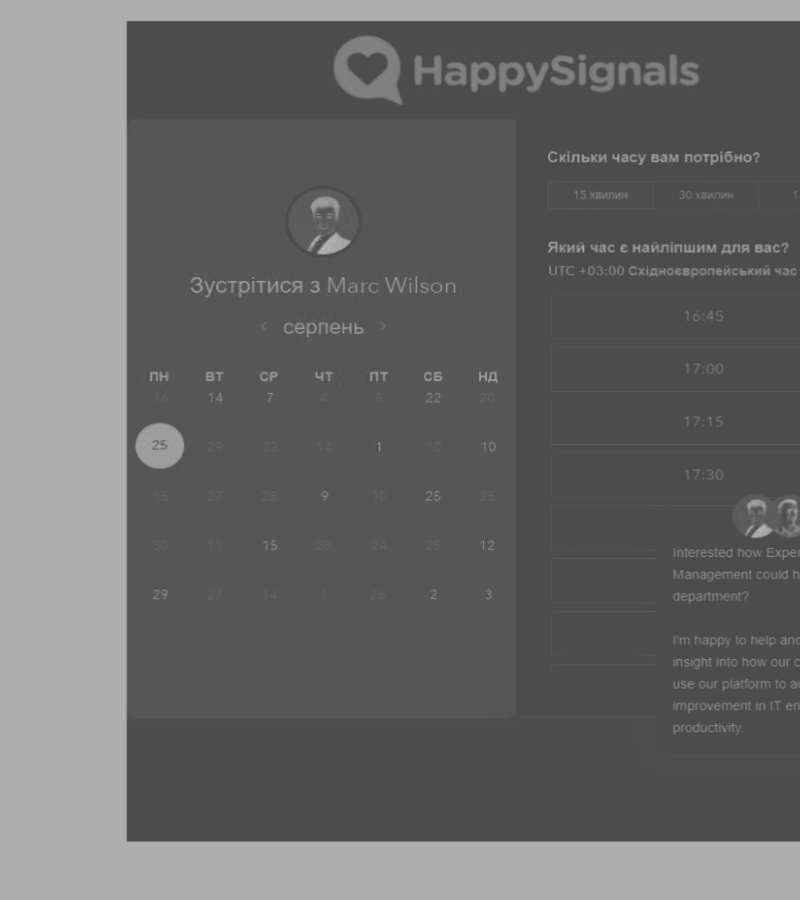 HappySignals
Зустрітися з Marc Wilson
‹ серпень ›
ПН ВТ СР ЧТ ПТ СБ НД
16 14 7 4 8 22 20
25 29 23 14 1 10 10
15 27 26 9 10 25 25
30 11 15 28 24 25 12
29 27 14 1 26 2 3
Скільки часу вам потрібно?
15 хвилин 30 хвилин 1
Який час є найліпшим для вас?
UTC +03:00 Східноєвропейський час
16:45
17:00
17:15
17:30
Interested how Exper
Management could h
department?
I'm happy to help and
insight into how our c
use our platform to a
improvement in IT en
productivity.